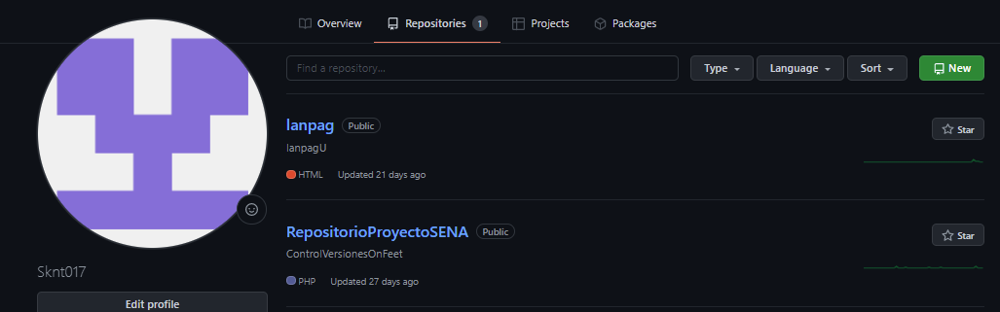 Overview Repositories 1 Projects Packages
Find a repository...
Type Language Sort New
lanpag Public
lanpagU
HTML Updated 21 days ago
Star
RepositorioProyectoSENA Public
ControlVersionesOnFeet
PHP Updated 27 days ago
Star
Sknt017
Edit profile